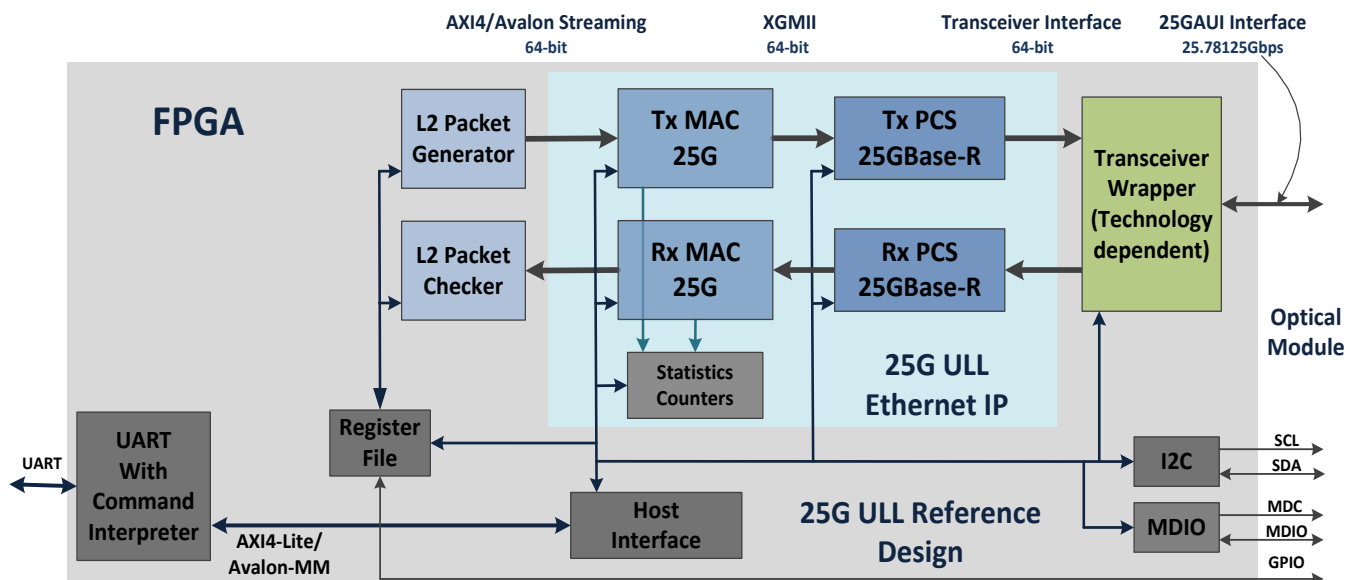 AXI4/Avalon Streaming
64-bit
XGMII
64-bit
Transceiver Interface
64-bit
25GAUI Interface
25.78125Gbps
FPGA
L2 Packet
Generator
Tx MAC
25G
Tx PCS
25GBase-R
Transceiver
Wrapper
(Technology
dependent)
L2 Packet
Checker
Rx MAC
25G
Rx PCS
25GBase-R
Optical
Module
Statistics
Counters
25G ULL
Ethernet IP
Register
File
UART
UART
With
Command
Interpreter
AXI4-Lite/
Avalon-MM
Host
Interface
25G ULL Reference
Design
I2C
SCL
SDA
MDIO
MDC
MDIO
GPIO